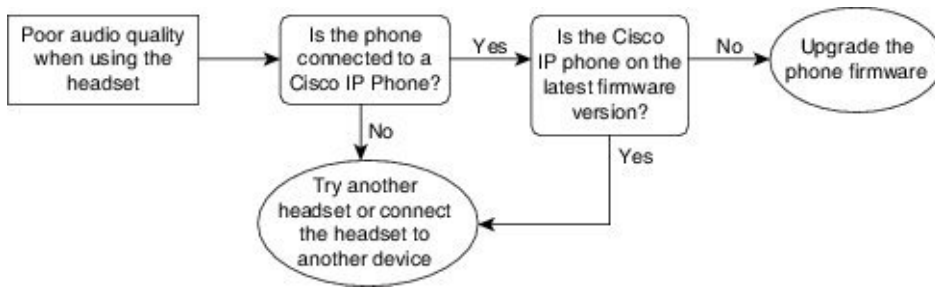 Poor audio quality
when using the
headset
Is the phone
connected to a
Cisco IP Phone?
Yes
Is the Cisco
IP phone on the
latest firmware
version?
No
Upgrade the
phone firmware
No
Yes
Try another
headset or connect
the headset to
another device